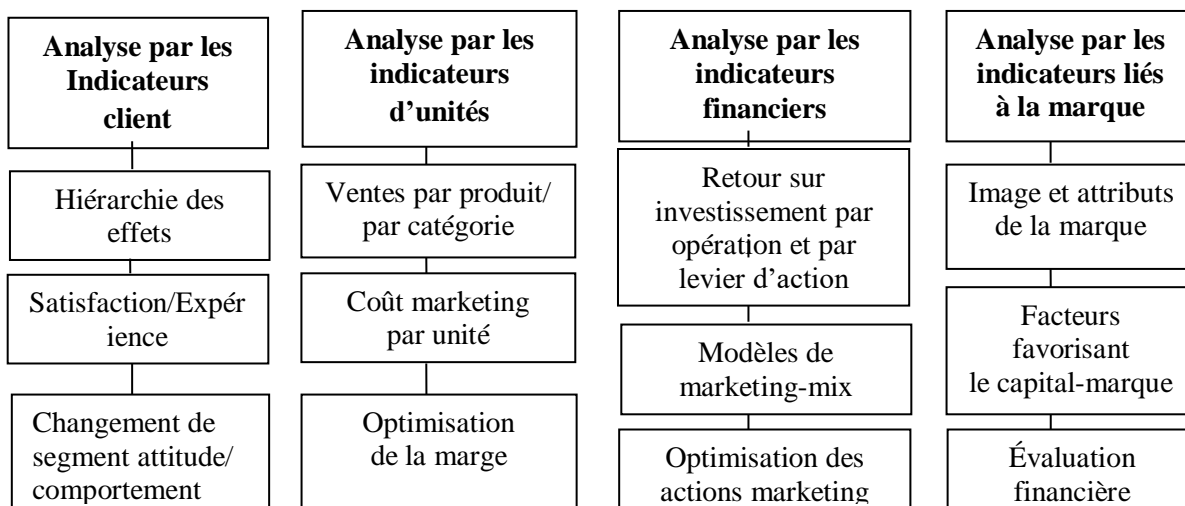 Analyse par les
Indicateurs
client
Hiérarchie des
effets
Satisfaction/Expér
ience
Changement de
segment attitude/
comportement
Analyse par les
indicateurs
d’unités
Ventes par produit/
par catégorie
Coût marketing
par unité
Optimisation
de la marge
Analyse par les
indicateurs
financiers
Retour sur
investissement par
opération et par
levier d’action
Modèles de
marketing-mix
Optimisation des
actions marketing
Analyse par les
indicateurs liés
à la marque
Image et attributs
de la marque
Facteurs
favorisant
le capital-marque
Évaluation
financière